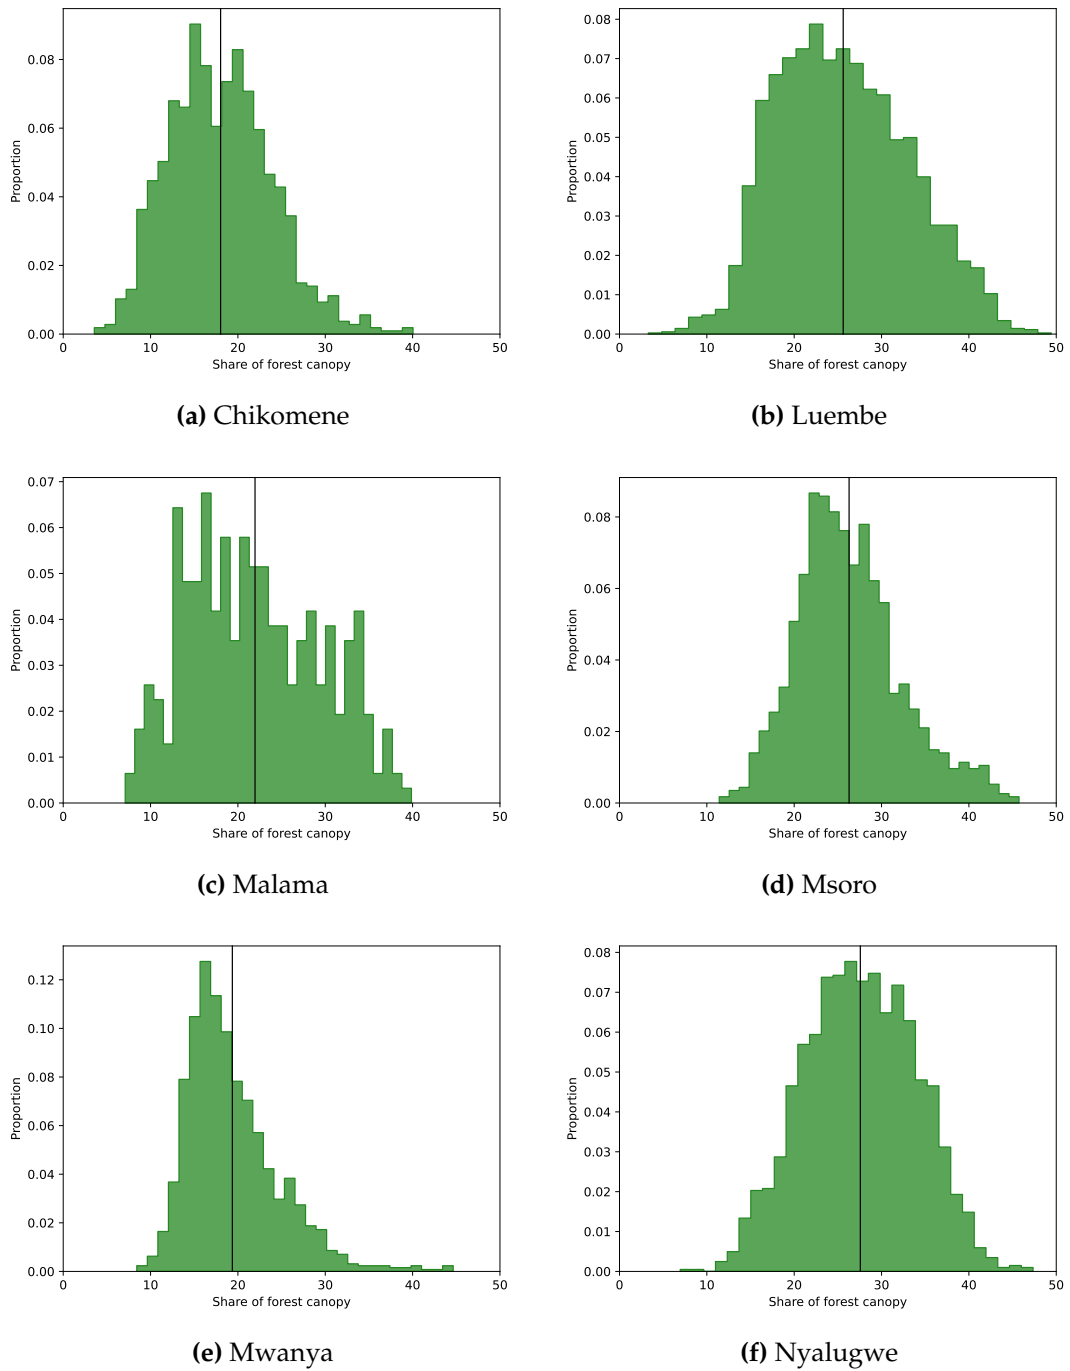 0.08
0.06
0.04
0.02
0.00
Proportion
0 10 20 30 40 50
Share of forest canopy
(a) Chikomene
0.08
0.07
0.06
0.05
0.04
0.03
0.02
0.01
0.00
Proportion
0 10 20 30 40 50
Share of forest canopy
(b) Luembe
0.07
0.06
0.05
0.04
0.03
0.02
0.01
0.00
Proportion
0 10 20 30 40 50
Share of forest canopy
(c) Malama
0.08
0.06
0.04
0.02
0.00
Proportion
0 10 20 30 40 50
Share of forest canopy
(d) Msoro
0.12
0.10
0.08
0.06
0.04
0.02
0.00
Proportion
0 10 20 30 40 50
Share of forest canopy
(e) Mwanya
0.08
0.07
0.06
0.05
0.04
0.03
0.02
0.01
0.00
Proportion
0 10 20 30 40 50
Share of forest canopy
(f) Nyalugwe